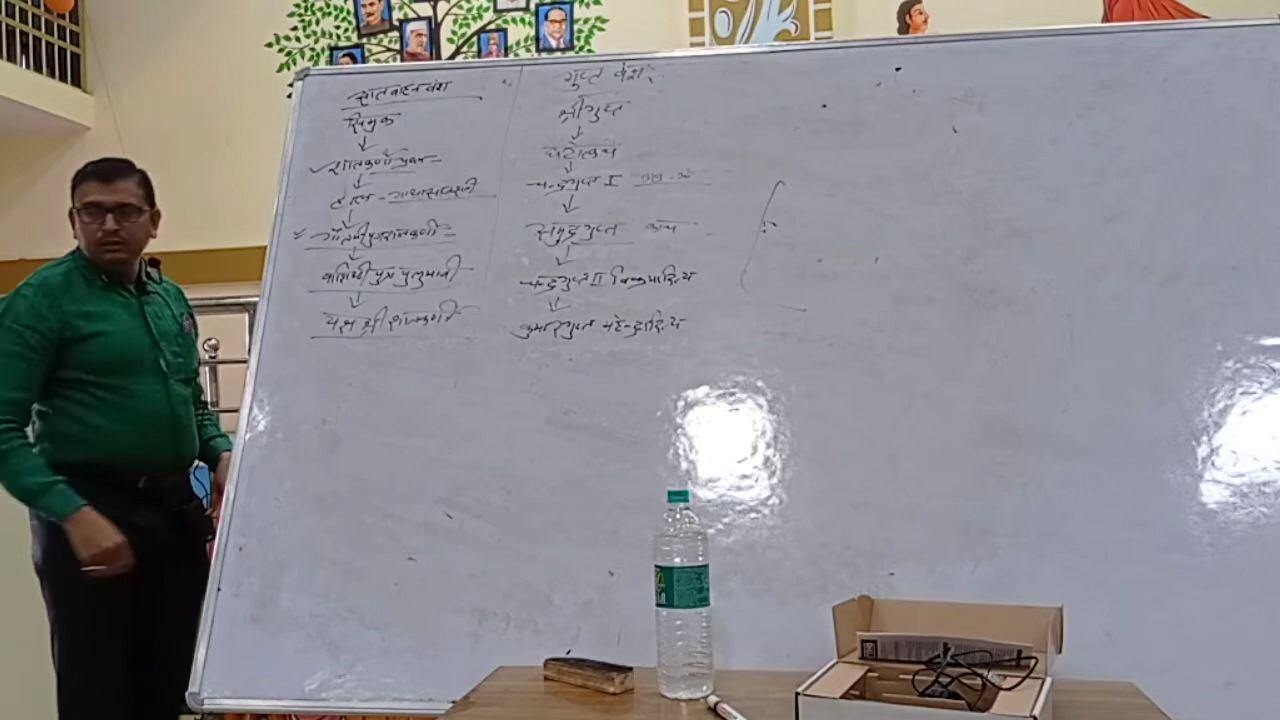 सातवाहन वंश
सिमुक
शातकर्णी प्रथम
हाल - गाथासप्तशती
गौतमीपुत्र शातकर्णी
वाशिष्ठी पुत्र पुलुमावी
यज्ञ श्री शातकर्णी
गुप्त वंश:
श्रीगुप्त
घटोत्कच
चन्द्रगुप्त I
समुद्रगुप्त
चन्द्रगुप्त II विक्रमादित्य
कुमारगुप्त महेन्द्रादित्य